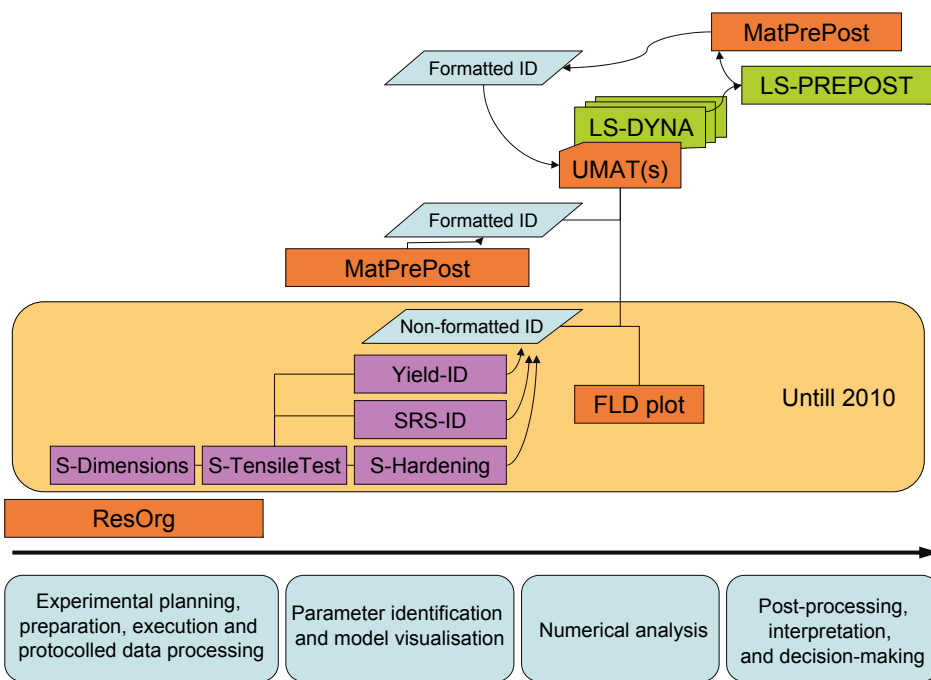 MatPrePost
Formatted ID
LS-PREPOST
LS-DYNA
UMAT(s)
Formatted ID
MatPrePost
Non-formatted ID
Yield-ID
FLD plot
Untill 2010
SRS-ID
S-Dimensions
S-TensileTest
S-Hardening
ResOrg
Experimental planning,
preparation, execution and
protocolled data processing
Parameter identification
and model visualisation
Numerical analysis
Post-processing,
interpretation,
and decision-making